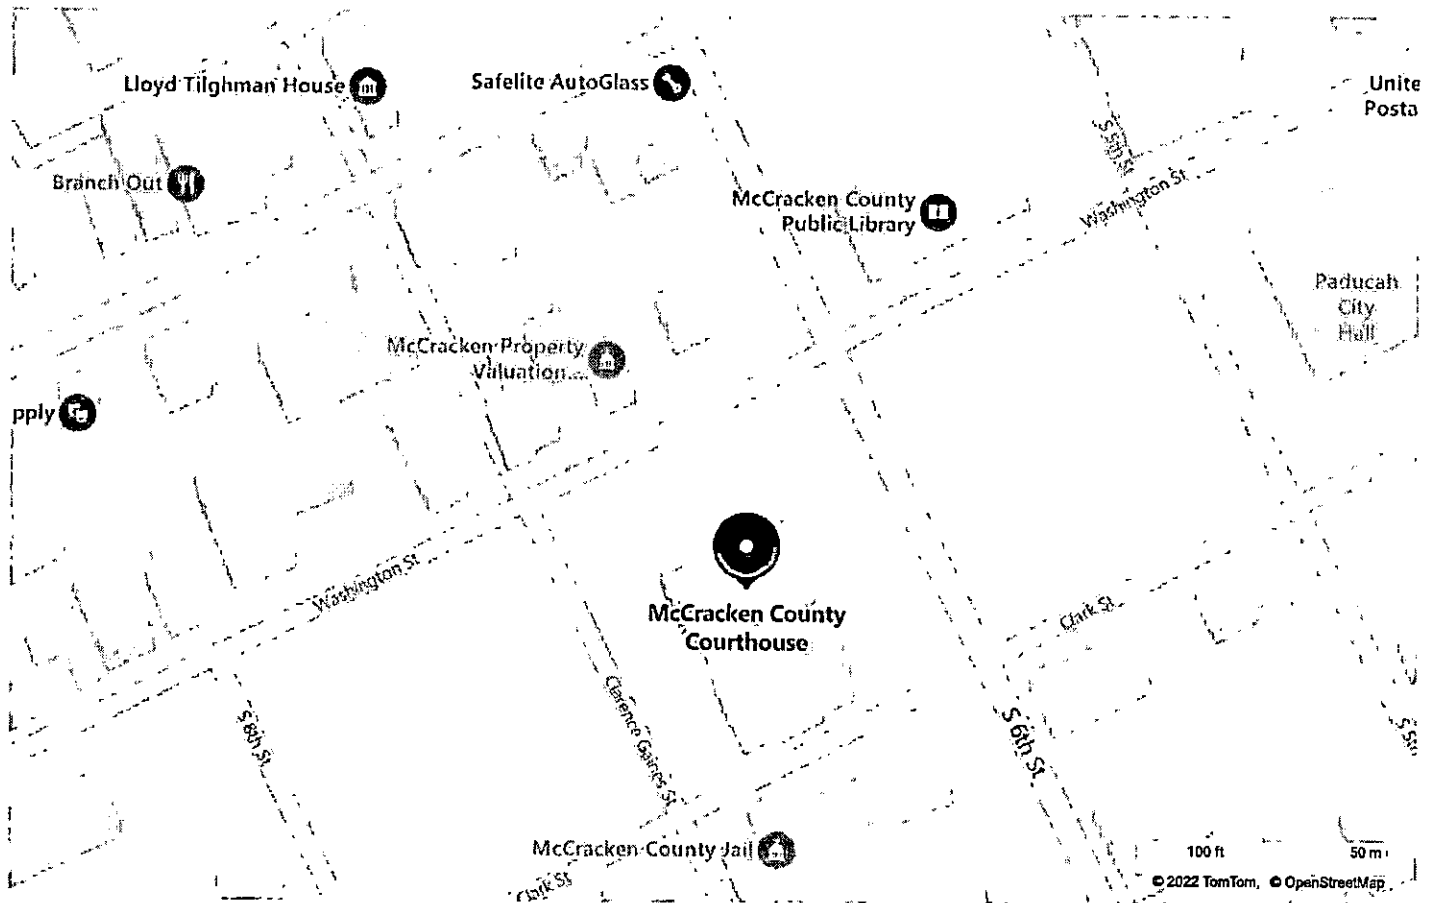 Lloyd Tilghman House
Safelite AutoGlass
Unite
Posta
S 5th St
Branch Out
McCracken County
Public Library
Washington St
Paducah
City
Hall
McCracken Property
Valuation...
pply
Washington St
McCracken County
Courthouse
Clark St
Clarence Gaines St
S 8th St
S 6th St
S 5th
McCracken County Jail
Clark St
100 ft
50 m
© 2022 TomTom, © OpenStreetMap